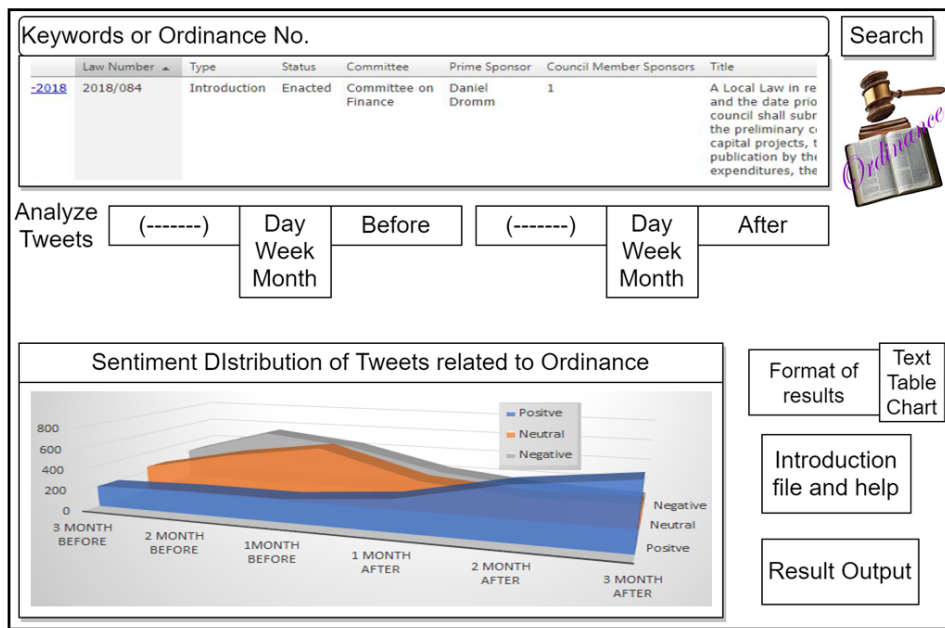 Keywords or Ordinance No.
Search
Law Number Type Status Committee Prime Sponsor Council Member Sponsors Title
-2018 2018/084 Introduction Enacted Committee on Daniel 1 A Local Law in re
Finance Dromm and the date prio
council shall subr
the preliminary c
capital projects, t
publication by the
expenditures, the
Ordinance
Analyze
Tweets
(-------)
Day
Week
Month
Before
(-------)
Day
Week
Month
After
Sentiment DIstribution of Tweets related to Ordinance
800
600
400
200
0
3 MONTH
BEFORE
2 MONTH
BEFORE
1MONTH
BEFORE
1 MONTH
AFTER
2 MONTH
AFTER
3 MONTH
AFTER
Positve
Neutral
Negative
Negative
Neutral
Positve
Format of
results
Text
Table
Chart
Introduction
file and help
Result Output